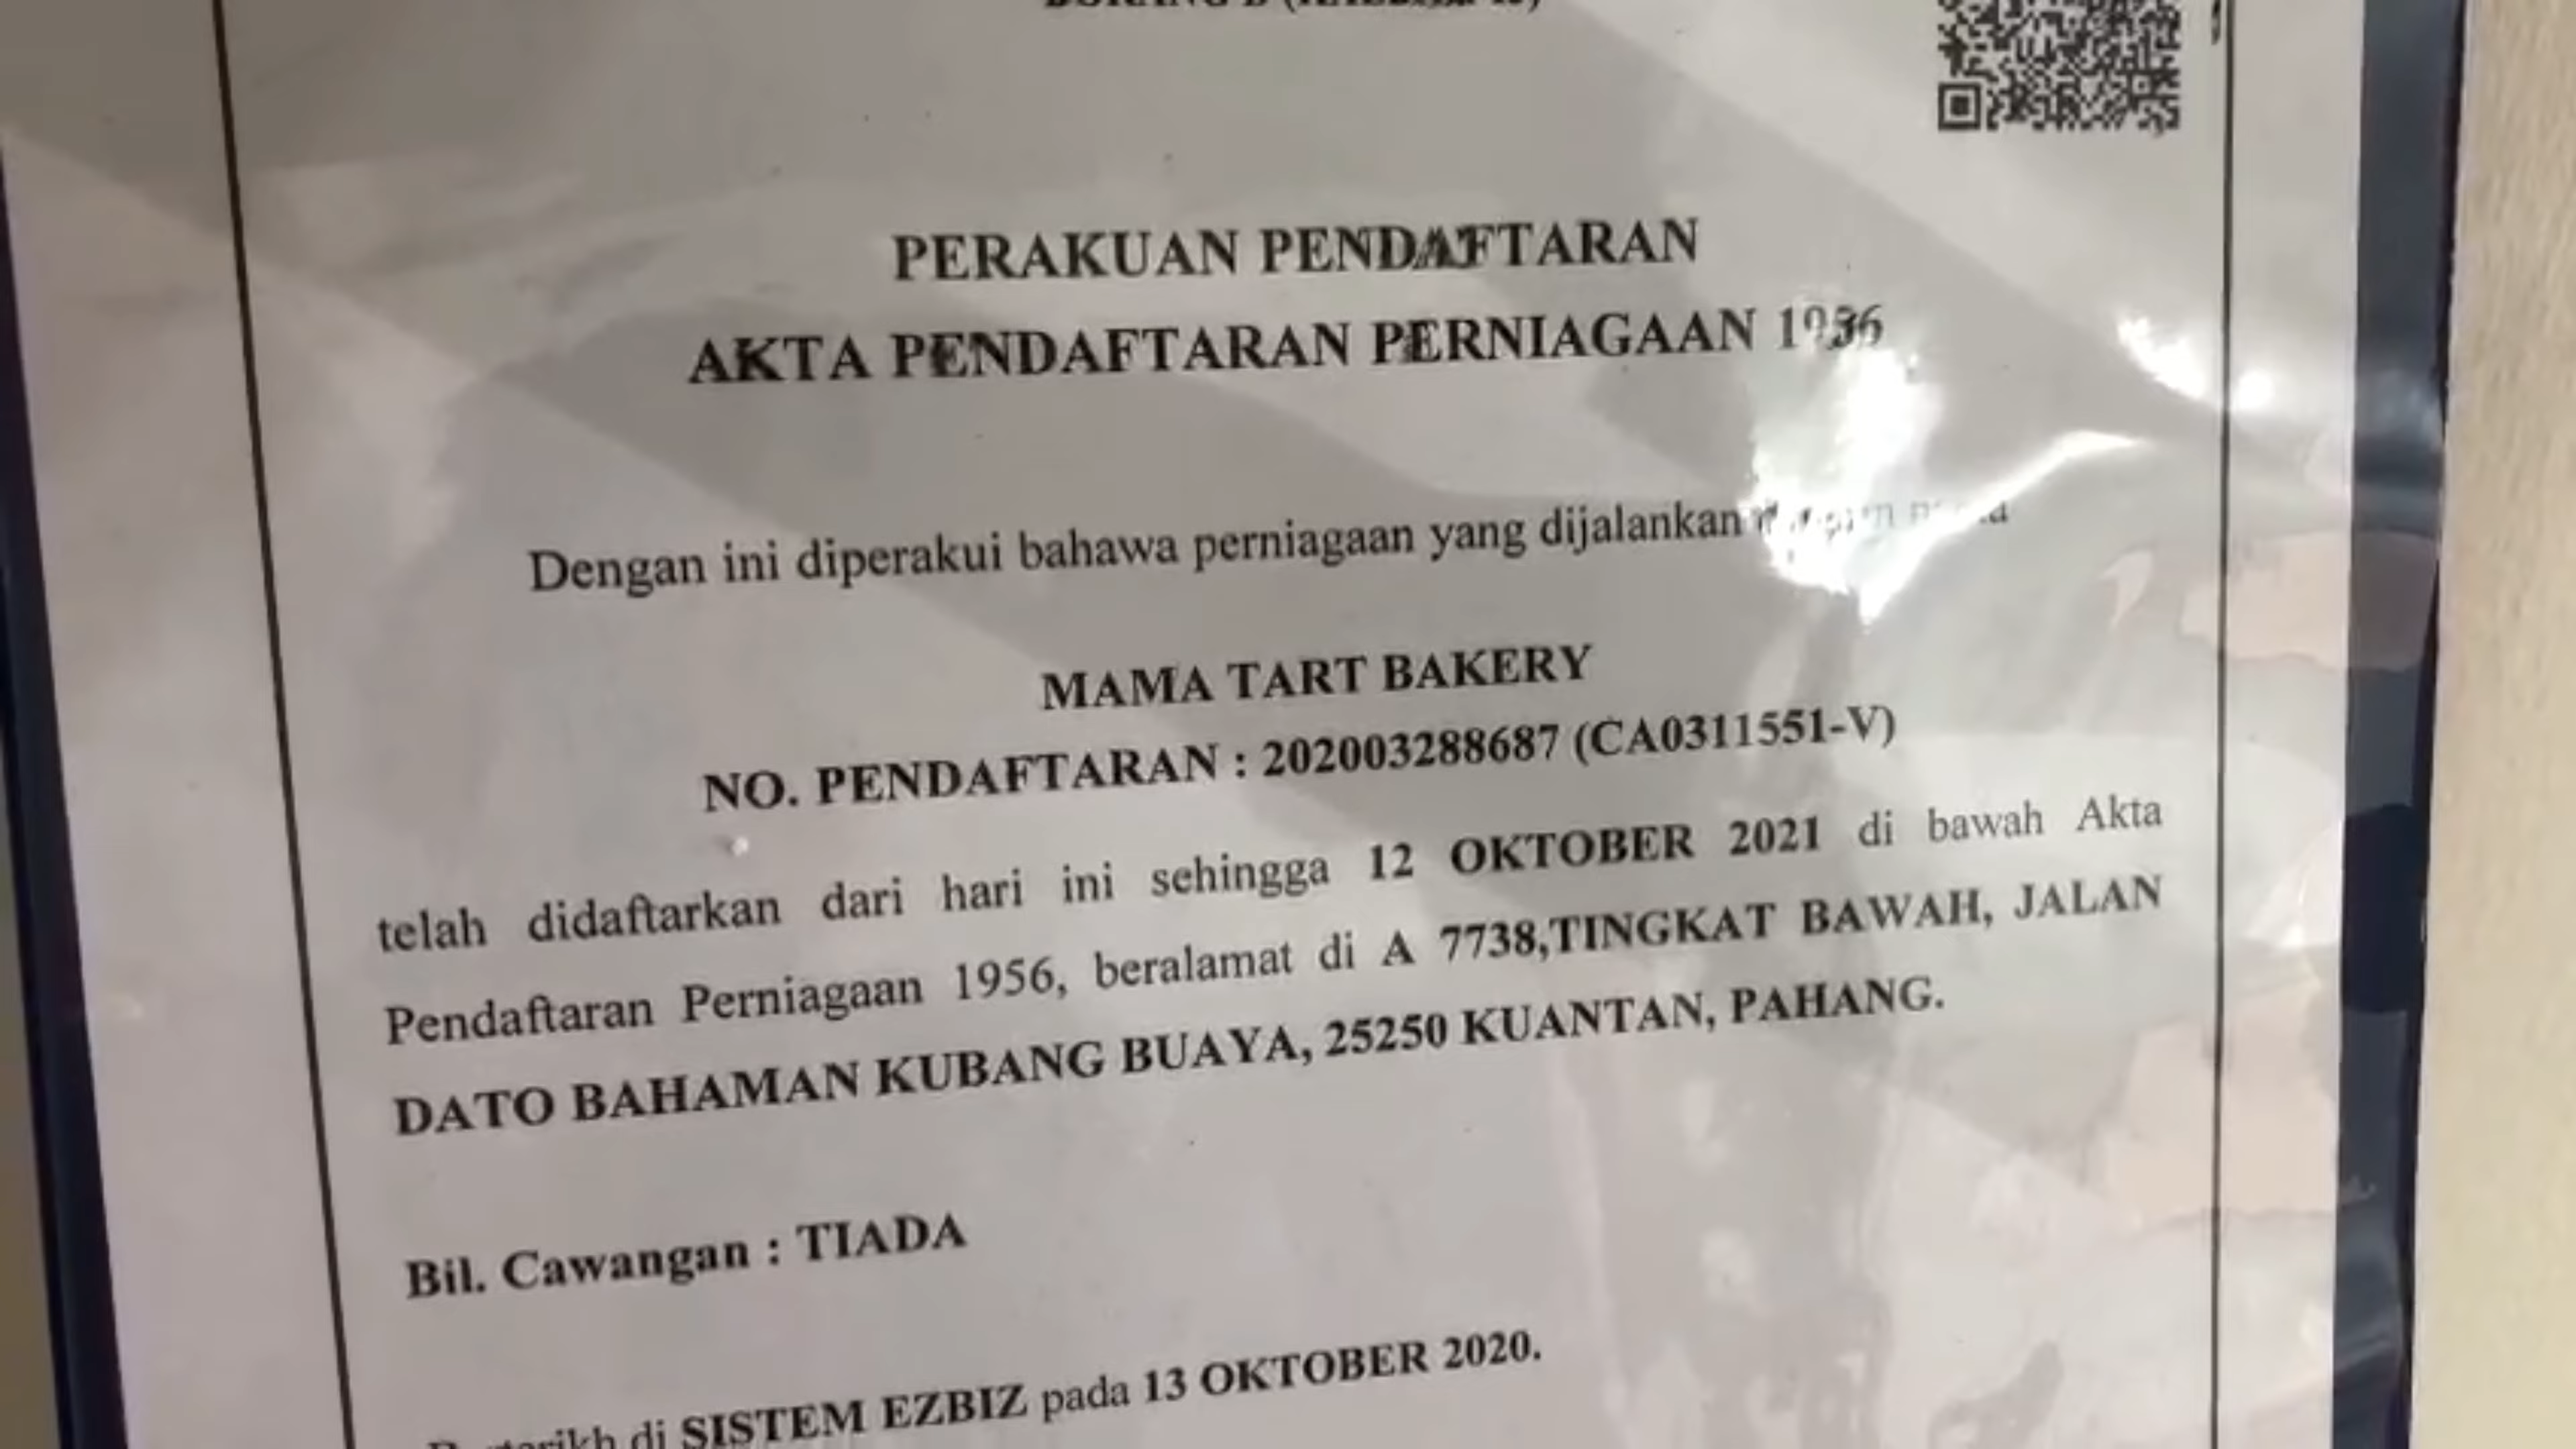 PERAKUAN PENDAFTARAN
AKTA PENDAFTARAN PERNIAGAAN 1956
Dengan ini diperakui bahawa perniagaan yang dijalankan
MAMA TART BAKERY
NO. PENDAFTARAN : 202003288687 (CA0311551-V)
telah didaftarkan dari hari ini sehingga 12 OKTOBER 2021 di bawah Akta
Pendaftaran Perniagaan 1956, beralamat di A 7738,TINGKAT BAWAH, JALAN
DATO BAHAMAN KUBANG BUAYA, 25250 KUANTAN, PAHANG.
Bil. Cawangan : TIADA
di SISTEM EZBIZ pada 13 OKTOBER 2020.